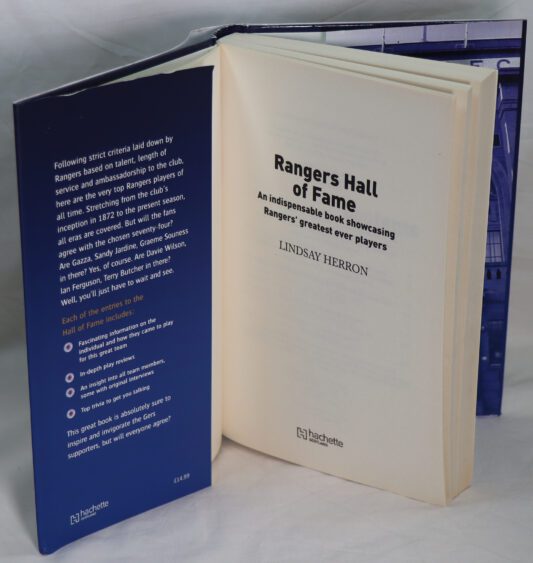 Following strict criteria laid down by
Rangers based on talent, length of
service and ambassadorship to the club,
here are the very top Rangers players of
all time. Stretching from the club's
inception in 1872 to the present season,
all eras are covered. But will the fans
agree with the chosen seventy-four?
Are Gazza, Sandy Jardine, Graeme Souness
in there? Yes, of course. Are Davie Wilson,
Ian Ferguson, Terry Butcher in there?
Well, you'll just have to wait and see.
Each of the entries to the
Hall of Fame includes:
Fascinating information on the
individual and how they came to play
for this great team
In-depth play reviews
An insight into all team members,
some with original interviews
Top trivia to get you talking
This great book is absolutely sure to
inspire and invigorate the Gers
supporters, but will everyone agree?
£14.99
hachette
SCOTLAND
Rangers Hall
of Fame
An indispensable book showcasing
Rangers' greatest ever players
LINDSAY HERRON
hachette
SCOTLAND